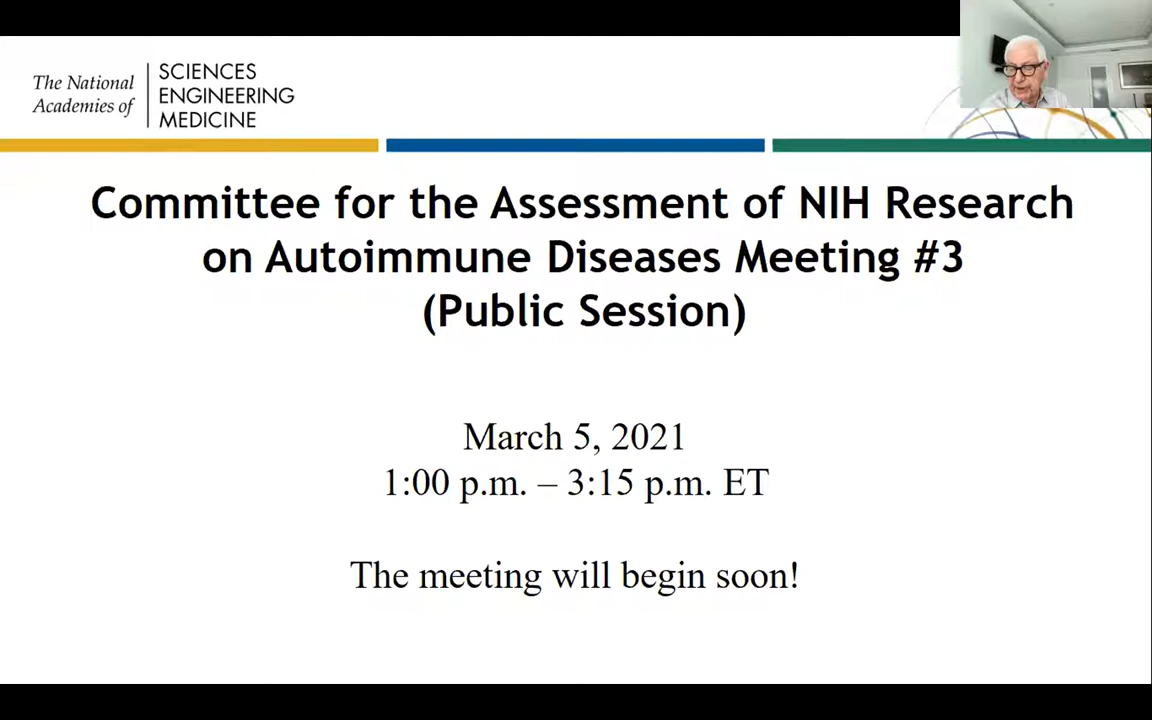 The National
Academies of
SCIENCES
ENGINEERING
MEDICINE
Committee for the Assessment of NIH Research
on Autoimmune Diseases Meeting #3
(Public Session)
March 5, 2021
1:00 p.m. – 3:15 p.m. ET
The meeting will begin soon!